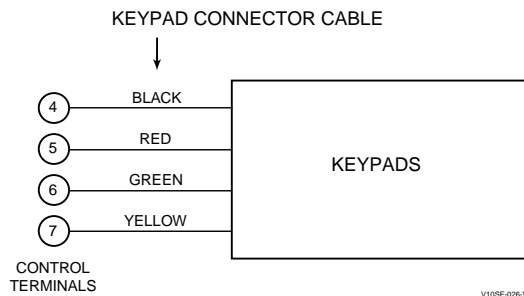 KEYPAD CONNECTOR CABLE
4 BLACK
5 RED
KEYPADS
6 GREEN
7 YELLOW
CONTROL
TERMINALS